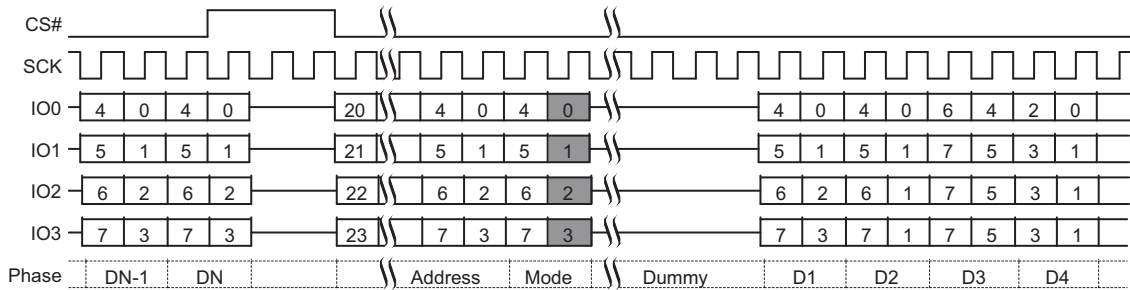 CS#
SCK
IO0 4 0 4 0 20 4 0 4 0 4 0 4 0 6 4 2 0
IO1 5 1 5 1 21 5 1 5 1 5 1 5 1 7 5 3 1
IO2 6 2 6 2 22 6 2 6 2 6 2 6 1 7 5 3 1
IO3 7 3 7 3 23 7 3 7 3 7 3 7 1 7 5 3 1
Phase DN-1 DN Address Mode Dummy D1 D2 D3 D4